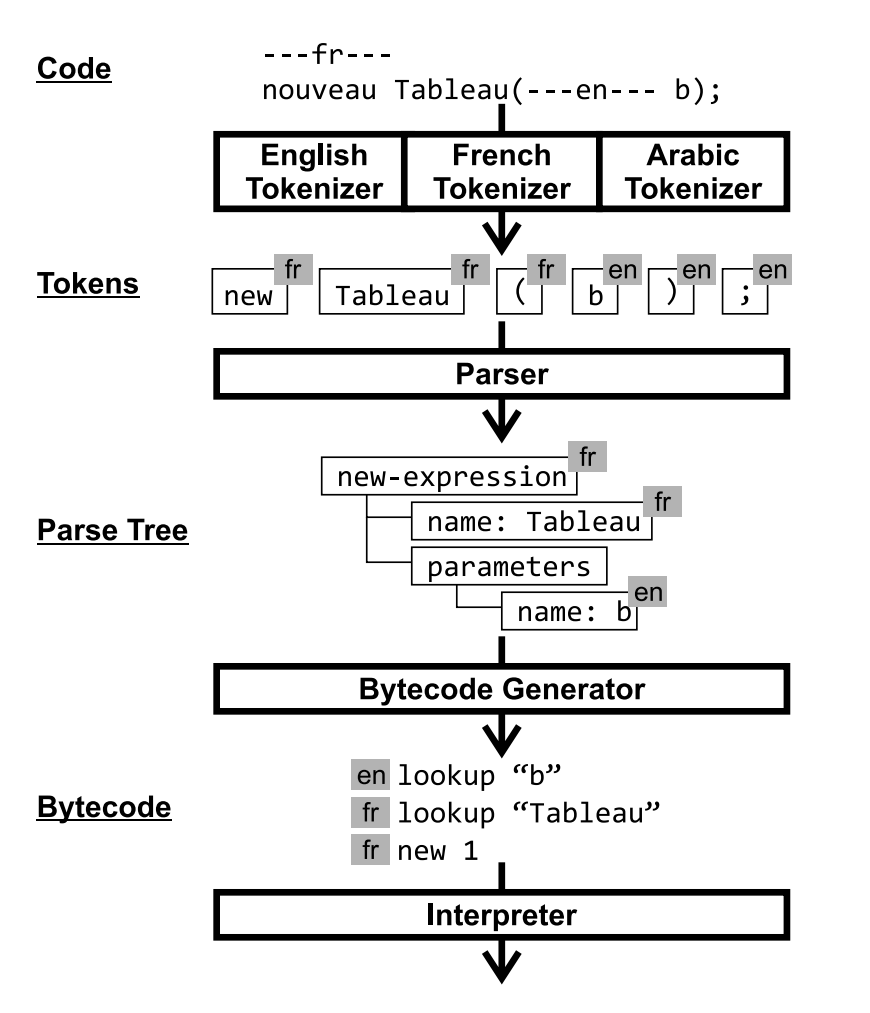 Code
---fr---
nouveau Tableau(---en--- b);
English Tokenizer
French Tokenizer
Arabic Tokenizer
Tokens
new fr Tableau fr ( fr b en ) en ; en
Parser
Parse Tree
new-expression fr
name: Tableau fr
parameters
name: b en
Bytecode Generator
Bytecode
en lookup “b”
fr lookup “Tableau”
fr new 1
Interpreter